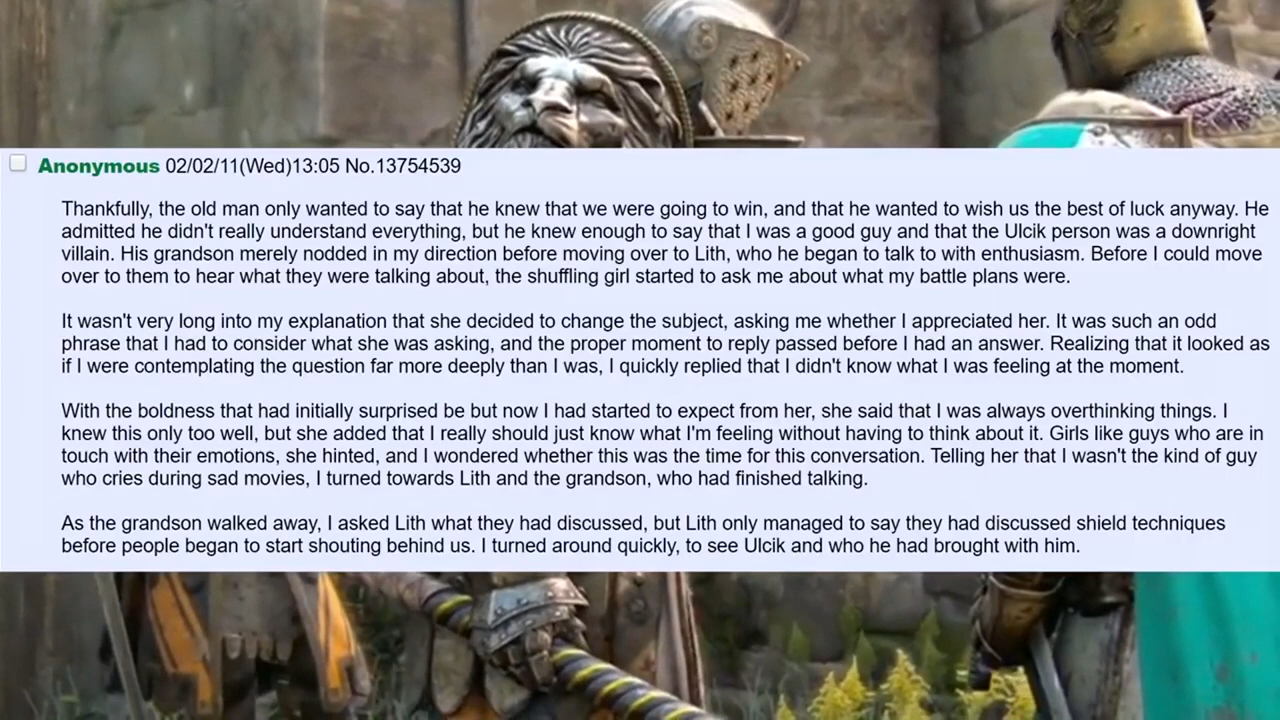 Anonymous 02/02/11(Wed)13:05 No.13754539
Thankfully, the old man only wanted to say that he knew that we were going to win, and that he wanted to wish us the best of luck anyway. He
admitted he didn't really understand everything, but he knew enough to say that I was a good guy and that the Ulcik person was a downright
villain. His grandson merely nodded in my direction before moving over to Lith, who he began to talk to with enthusiasm. Before I could move
over to them to hear what they were talking about, the shuffling girl started to ask me about what my battle plans were.
It wasn't very long into my explanation that she decided to change the subject, asking me whether I appreciated her. It was such an odd
phrase that I had to consider what she was asking, and the proper moment to reply passed before I had an answer. Realizing that it looked as
if I were contemplating the question far more deeply than I was, I quickly replied that I didn't know what I was feeling at the moment.
With the boldness that had initially surprised be but now I had started to expect from her, she said that I was always overthinking things. I
knew this only too well, but she added that I really should just know what I'm feeling without having to think about it. Girls like guys who are in
touch with their emotions, she hinted, and I wondered whether this was the time for this conversation. Telling her that I wasn't the kind of guy
who cries during sad movies, I turned towards Lith and the grandson, who had finished talking.
As the grandson walked away, I asked Lith what they had discussed, but Lith only managed to say they had discussed shield techniques
before people began to start shouting behind us. I turned around quickly, to see Ulcik and who he had brought with him.